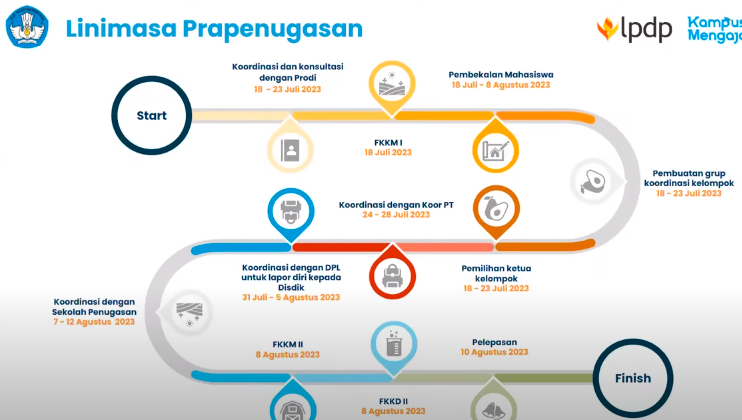 Linimasa Prapenugasan
lpdp
Kampus
Mengaja
Start
Koordinasi dan konsultasi
dengan Prodi
18 - 23 Juli 2023
FKKM I
18 Juli 2023
Pembekalan Mahasiswa
18 Juli - 8 Agustus 2023
Pembuatan grup
koordinasi kelompok
18 - 23 Juli 2023
Pemilihan ketua
kelompok
18 - 23 Juli 2023
Koordinasi dengan Koor PT
24 - 28 Juli 2023
Koordinasi dengan DPL
untuk lapor diri kepada
Disdik
31 Juli - 5 Agustus 2023
Koordinasi dengan
Sekolah Penugasan
7 - 12 Agustus 2023
FKKM II
8 Agustus 2023
FKKD II
8 Agustus 2023
Pelepasan
10 Agustus 2023
Finish